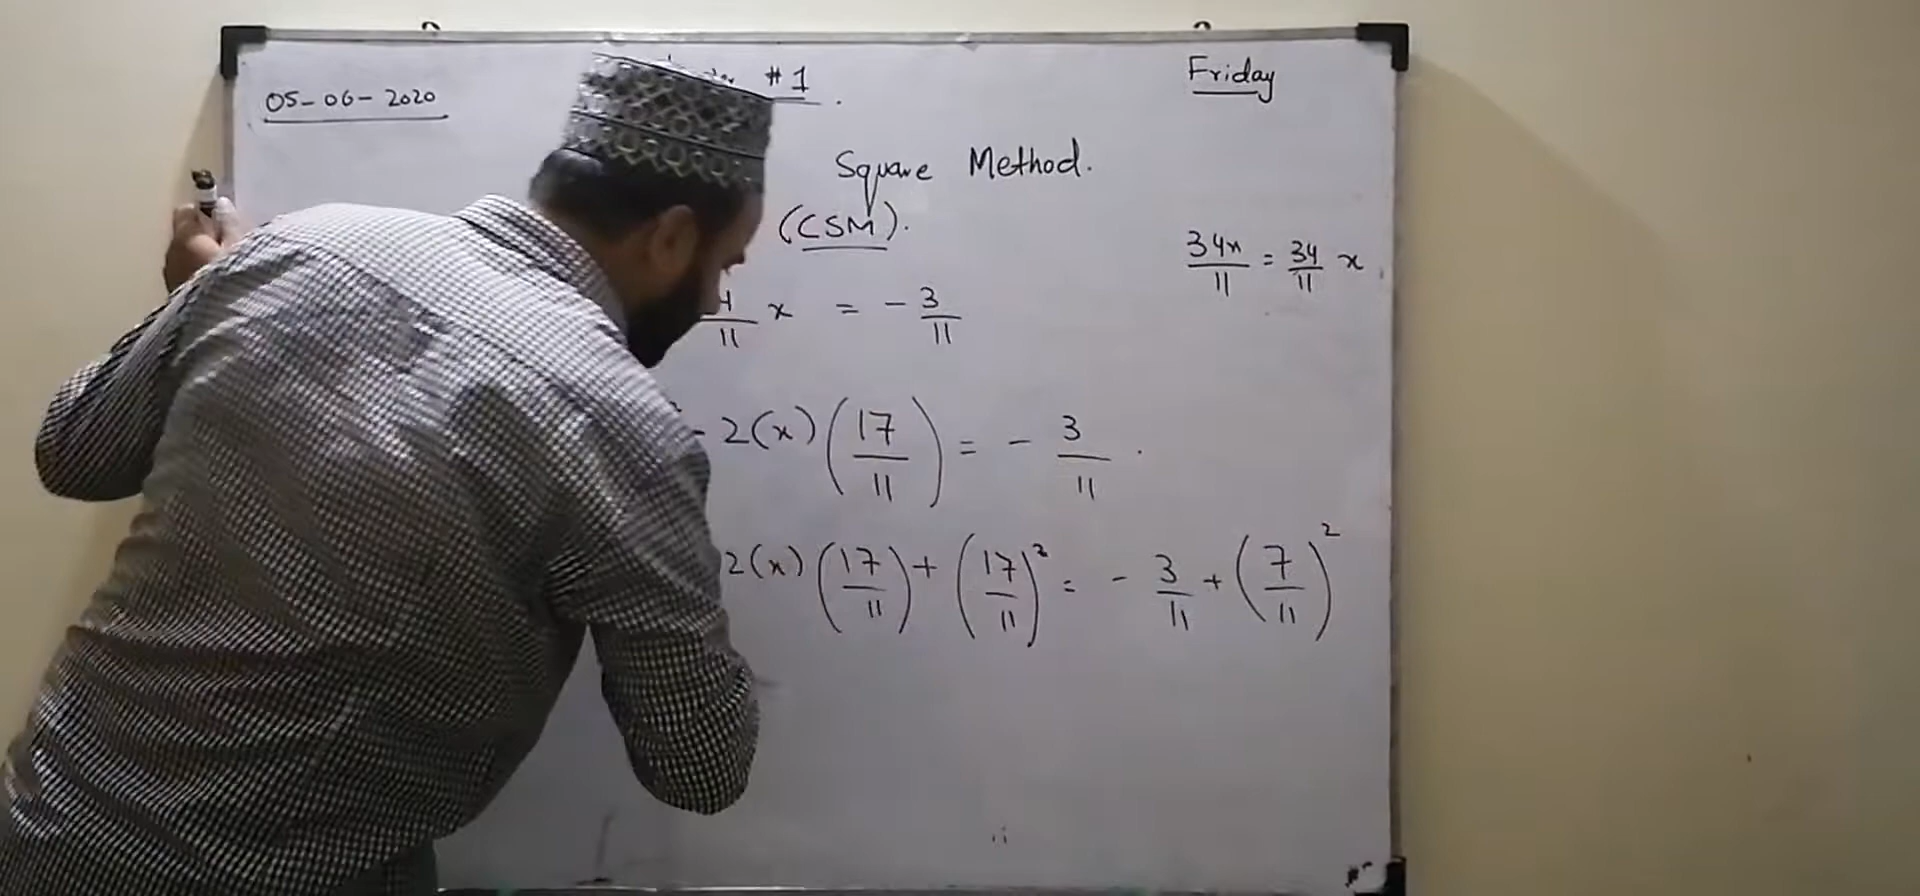 05-06-2020
#1
Friday
Square Method.
(CSM).
34x/11 = 34/11 x
4/11 x = - 3/11
- 2(x)(17/11) = - 3/11 .
2(x)(17/11) + (17/11)² = - 3/11 + (7/11)²